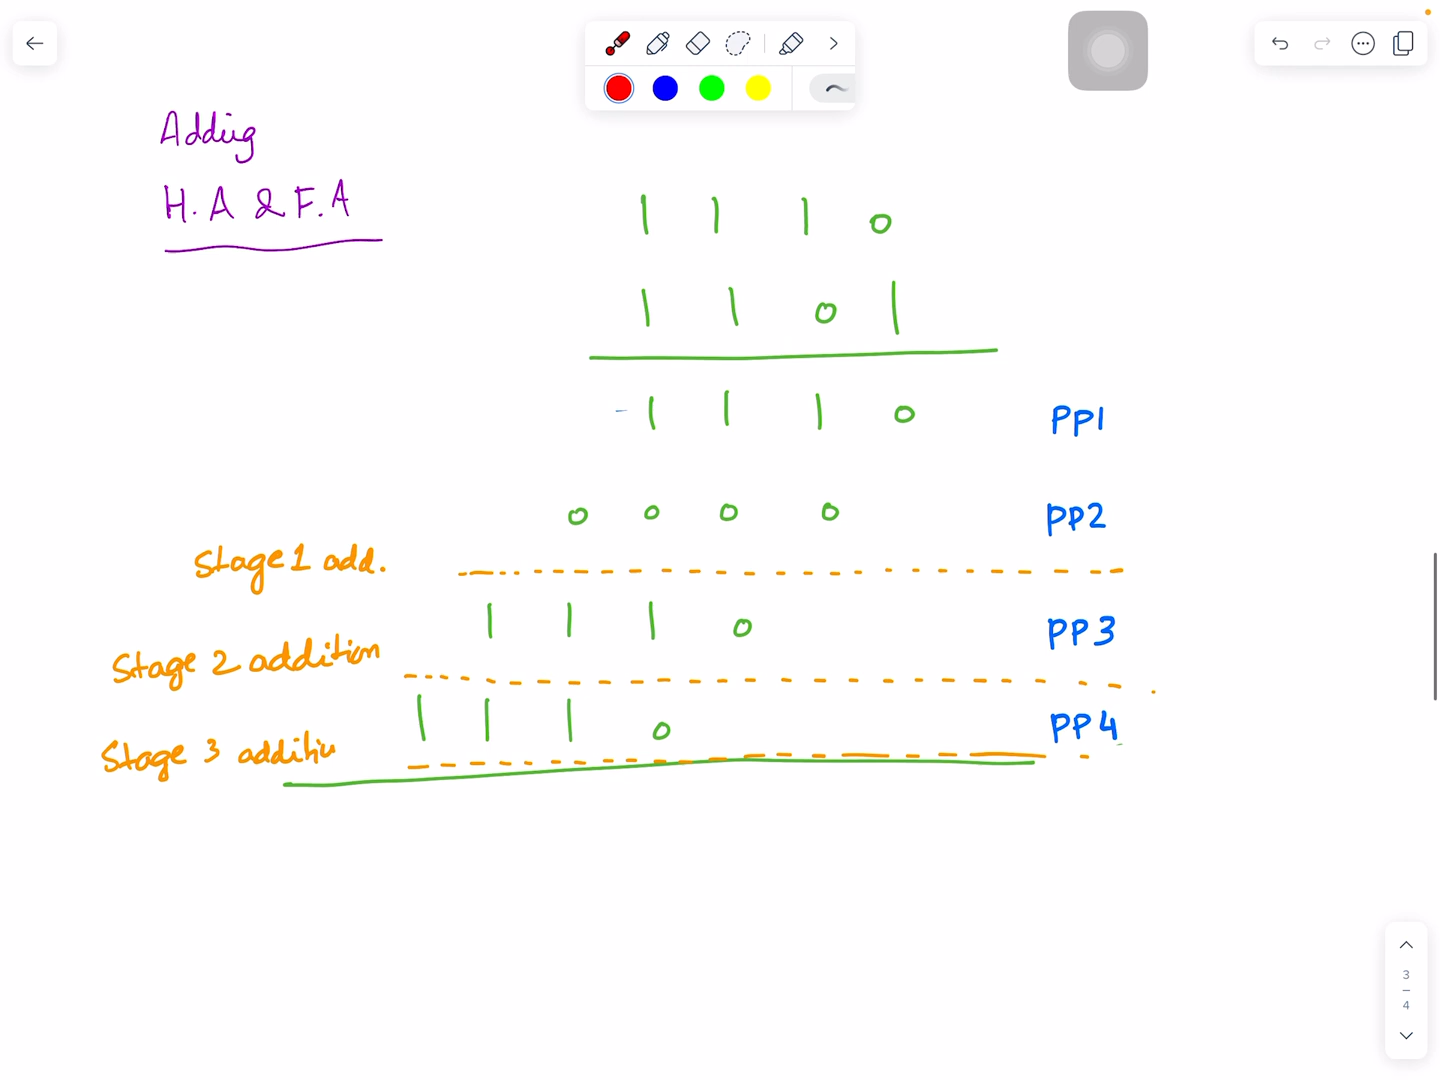 Adding
H.A & F.A
1 1 1 0
1 1 0 1
1 1 1 0 PP1
0 0 0 0 PP2
Stage 1 add.
1 1 1 0 PP3
Stage 2 addition
1 1 1 0 PP4
Stage 3 additiu
3
4